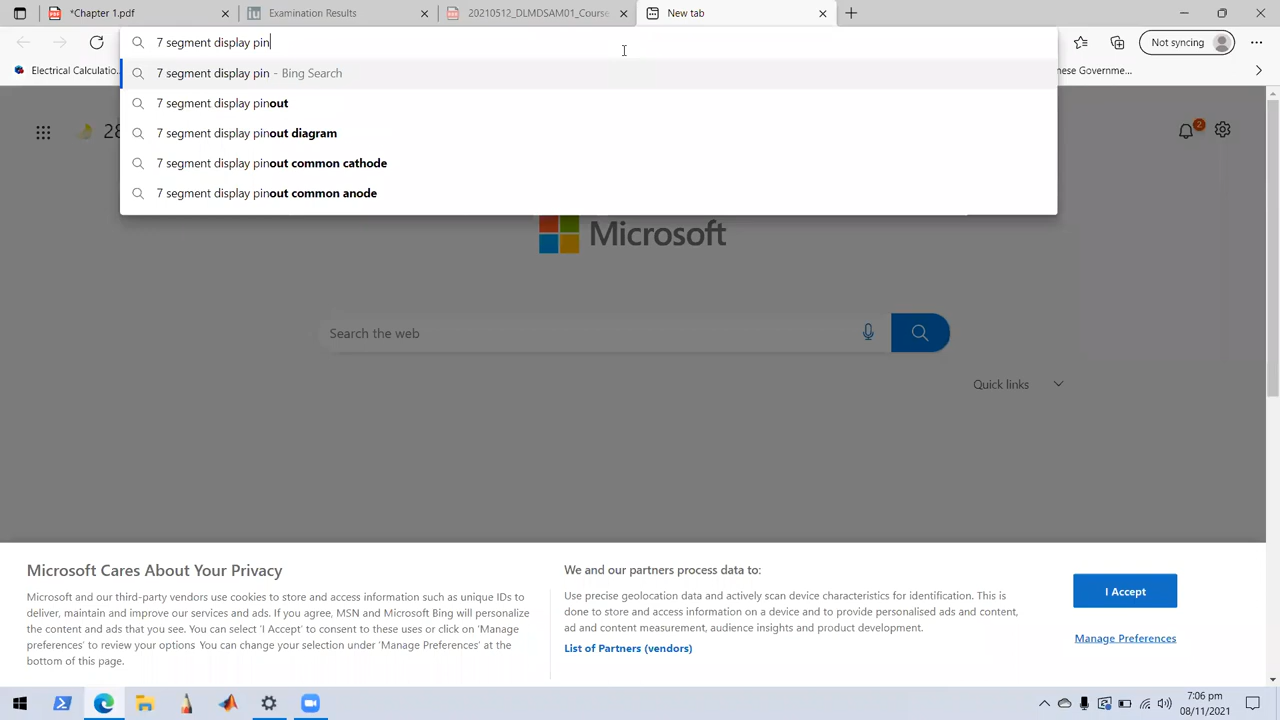 *Chapter 1.pdf
Examination Results
20210512_DLMDSAM01_Course
New tab
7 segment display pin
Not syncing
7 segment display pin - Bing Search
7 segment display pinout
7 segment display pinout diagram
7 segment display pinout common cathode
7 segment display pinout common anode
Electrical Calculatio...
nese Governme...
28
2
Microsoft
Search the web
Quick links
Microsoft Cares About Your Privacy
Microsoft and our third-party vendors use cookies to store and access information such as unique IDs to
deliver, maintain and improve our services and ads. If you agree, MSN and Microsoft Bing will personalize
the content and ads that you see. You can select 'I Accept' to consent to these uses or click on 'Manage
preferences' to review your options You can change your selection under 'Manage Preferences' at the
bottom of this page.
We and our partners process data to:
Use precise geolocation data and actively scan device characteristics for identification. This is
done to store and access information on a device and to provide personalised ads and content,
ad and content measurement, audience insights and product development.
List of Partners (vendors)
I Accept
Manage Preferences
7:06 pm
08/11/2021